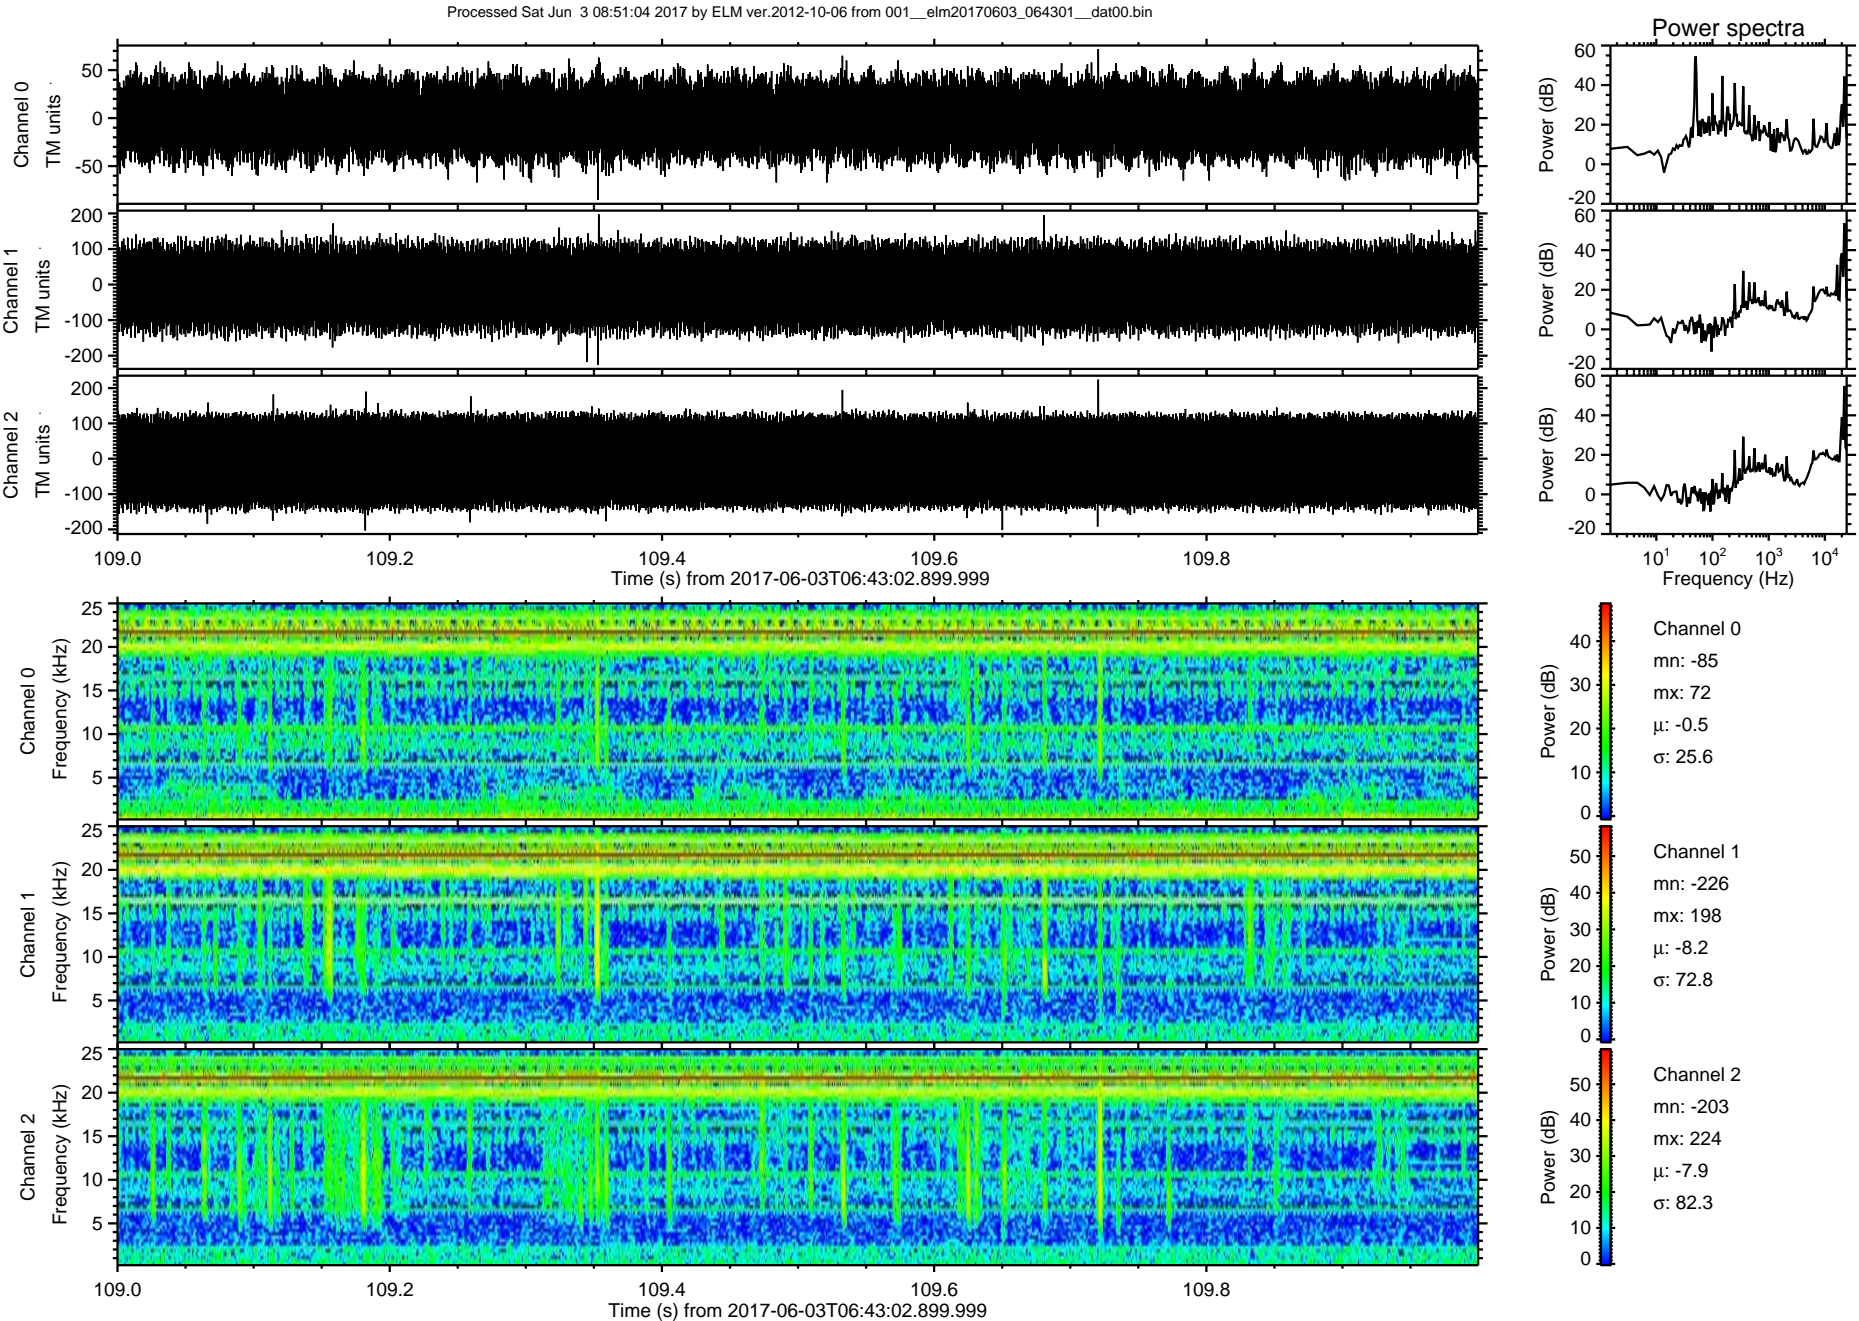 Processed Sat Jun  3 08:51:04 2017 by ELM ver.2012-10-06 from 001__elm20170603_064301__dat00.bin
Power spectra
Channel 0
TM units
50
0
-50
Power (dB)
60
40
20
0
-20
Channel 1
TM units
200
100
0
-100
-200
Power (dB)
60
40
20
0
-20
Channel 2
TM units
200
100
0
-100
-200
Power (dB)
60
40
20
0
-20
109.0 109.2 109.4 109.6 109.8
Time (s) from 2017-06-03T06:43:02.899.999
10¹ 10² 10³ 10⁴
Frequency (Hz)
Channel 0
Frequency (kHz)
25
20
15
10
5
Power (dB)
40
30
20
10
0
Channel 0
mn: -85
mx: 72
μ: -0.5
σ: 25.6
Channel 1
Frequency (kHz)
25
20
15
10
5
Power (dB)
50
40
30
20
10
0
Channel 1
mn: -226
mx: 198
μ: -8.2
σ: 72.8
Channel 2
Frequency (kHz)
25
20
15
10
5
Power (dB)
50
40
30
20
10
0
Channel 2
mn: -203
mx: 224
μ: -7.9
σ: 82.3
109.0 109.2 109.4 109.6 109.8
Time (s) from 2017-06-03T06:43:02.899.999